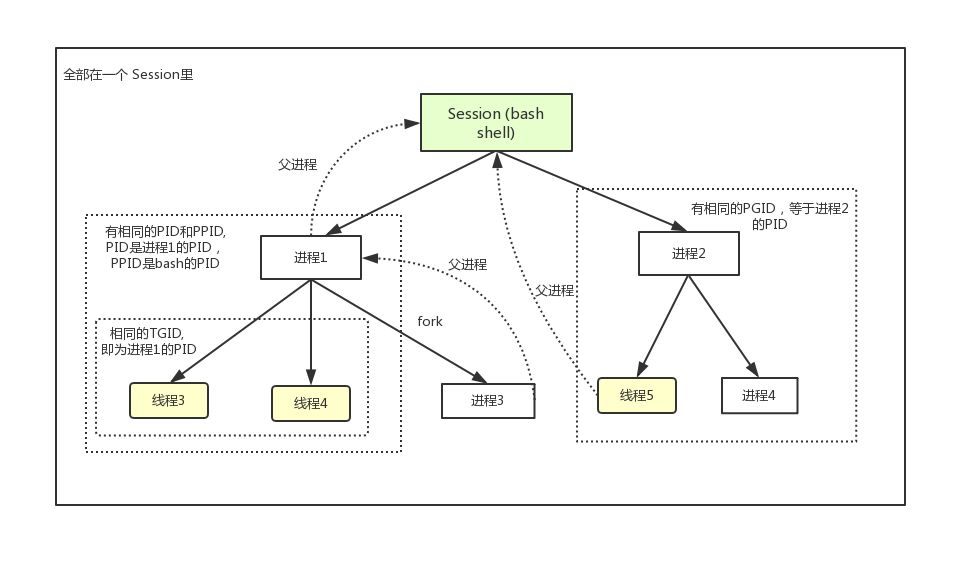 全部在一个 Session里
Session (bash
shell)
父进程
有相同的PID和PPID,
PID是进程1的PID，
PPID是bash的PID
进程1
父进程
父进程
有相同的PGID，等于进程2
的PID
进程2
fork
相同的TGID,
即为进程1的PID
线程3
线程4
进程3
线程5
进程4